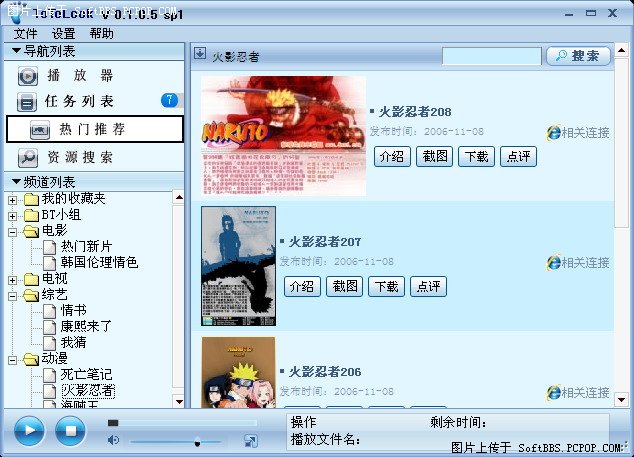 图片上传于 SoftBBS.PCPOP.COM
V 0.1.0.5 sp1
文件 设置 帮助
导航列表
播放器
任务列表 7
热门推荐
资源搜索
频道列表
我的收藏夹
BT小组
电影
热门新片
韩国伦理情色
电视
综艺
情书
康熙来了
我猜
动漫
死亡笔记
火影忍者
海贼王
火影忍者
搜索
NARUTO
火影忍者208
发布时间：2006-11-08
相关连接
介绍 截图 下载 点评
NARUTO
火影忍者207
发布时间：2006-11-08
相关连接
介绍 截图 下载 点评
火影忍者206
发布时间：2006-11-08
相关连接
操作
剩余时间：
播放文件名：
图片上传于 SoftBBS.PCPOP.COM